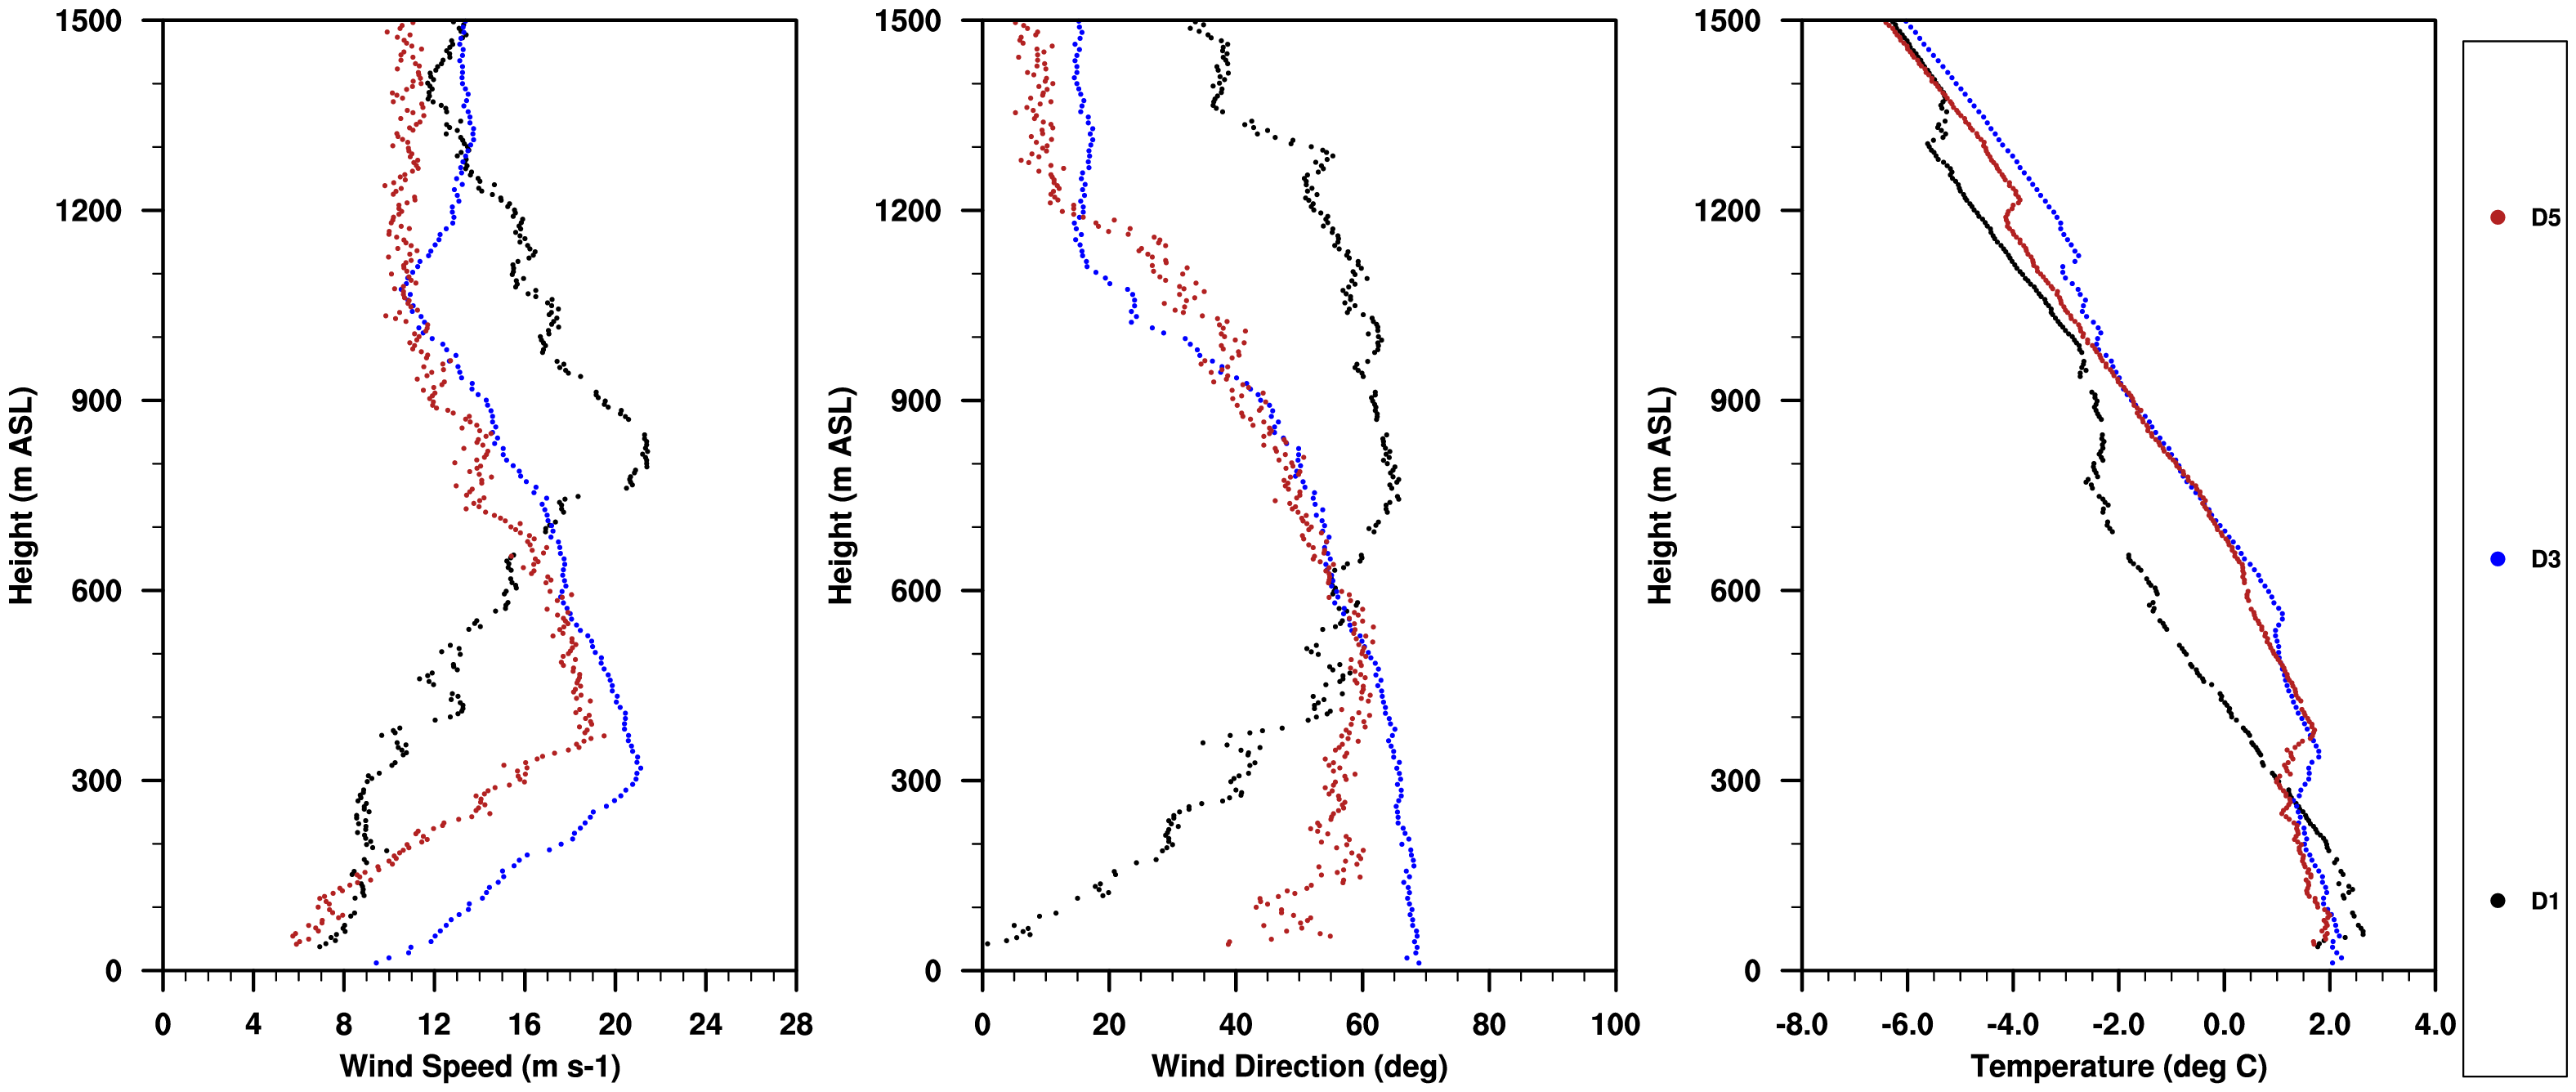 1500
1200
900
600
300
0
Height (m ASL)
0 4 8 12 16 20 24 28
Wind Speed (m s-1)
1500
1200
900
600
300
0
Height (m ASL)
0 20 40 60 80 100
Wind Direction (deg)
1500
1200
900
600
300
0
Height (m ASL)
-8.0 -6.0 -4.0 -2.0 0.0 2.0 4.0
Temperature (deg C)
D5
D3
D1